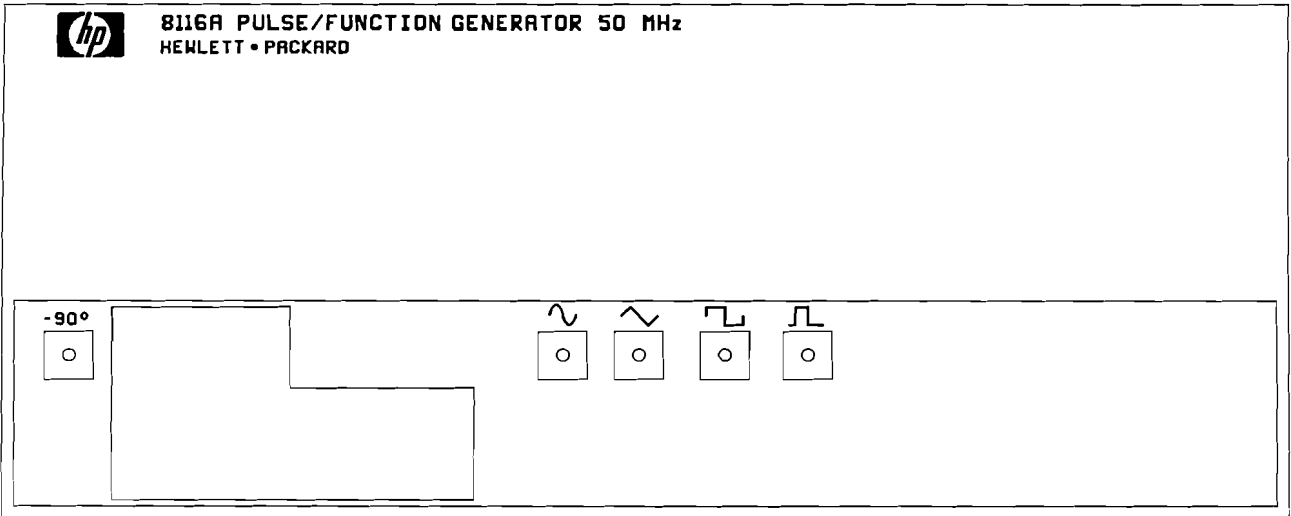 hp
8116A PULSE/FUNCTION GENERATOR 50 MHz
HEWLETT • PACKARD
-90°